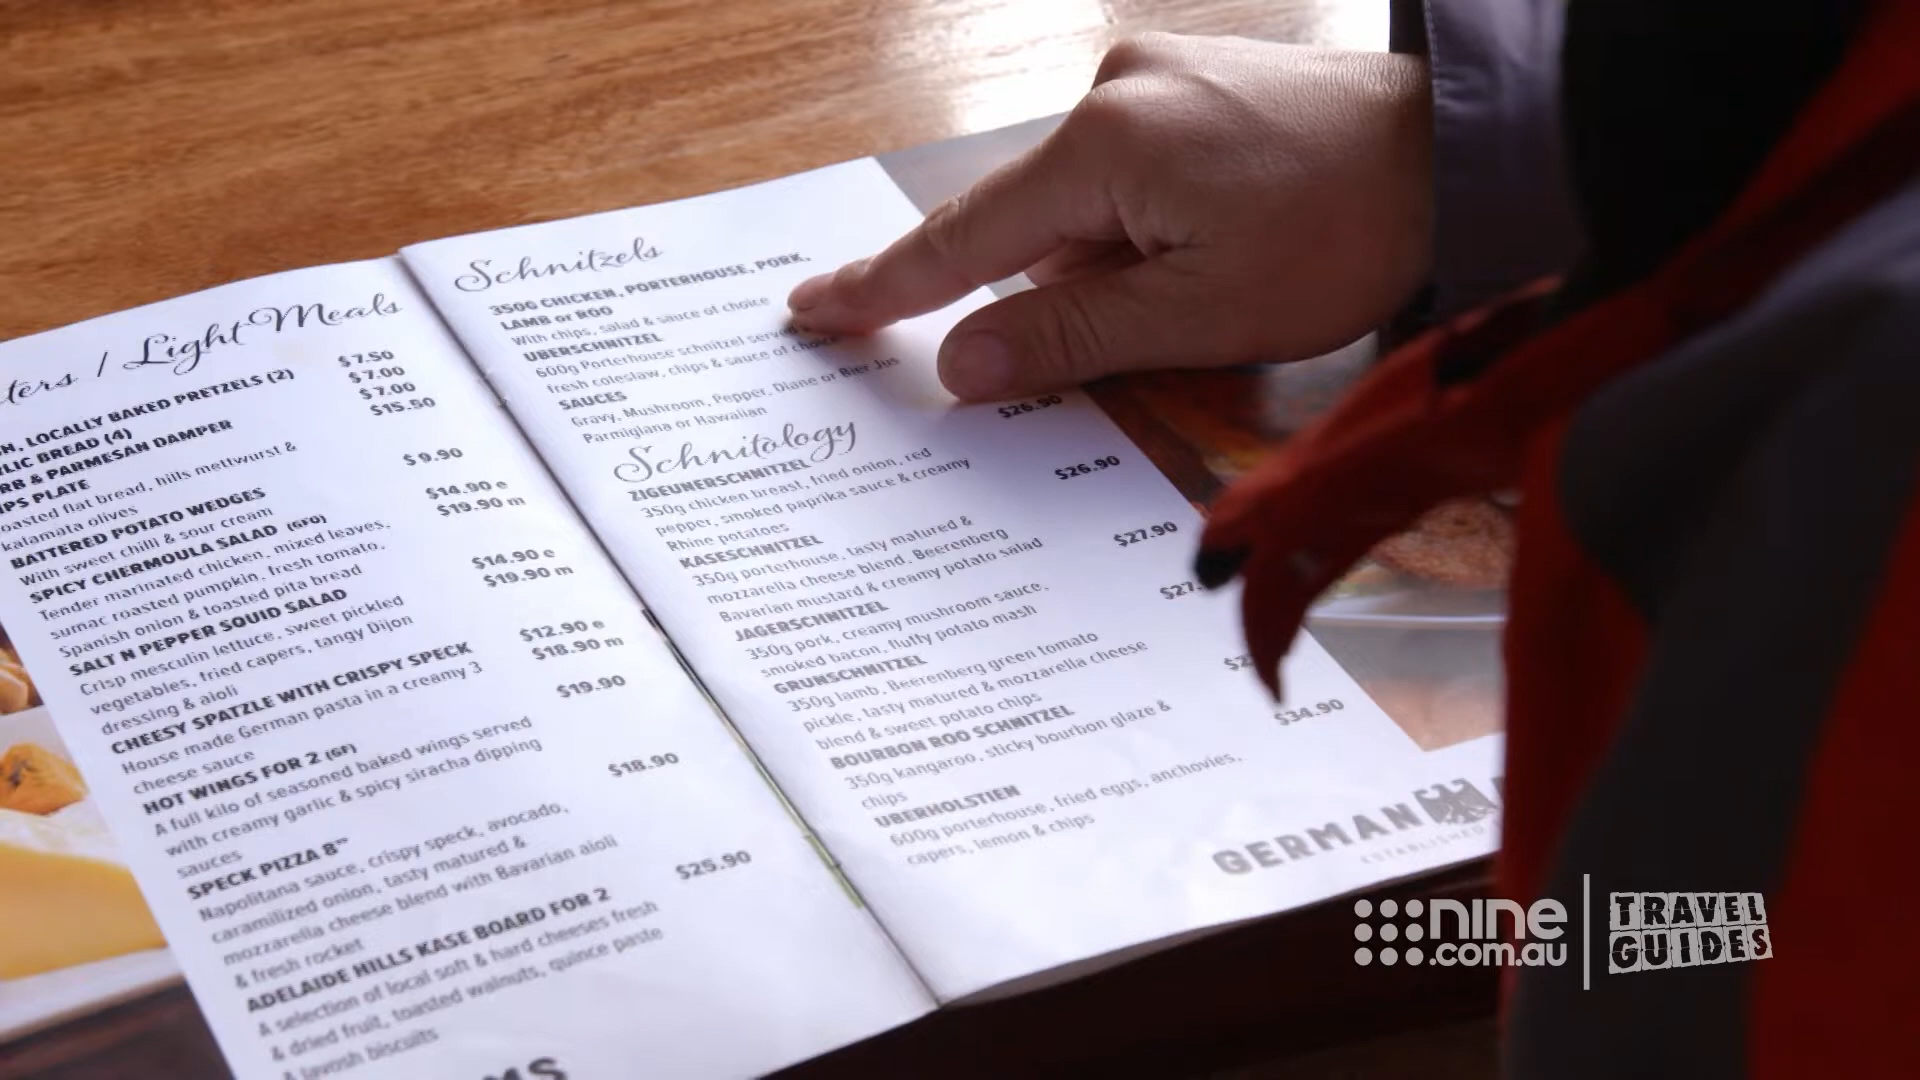 / Light Meals
LOCALLY BAKED PRETZELS (2) $7.50
BREAD (4) $7.00
& PARMESAN DAMPER $7.00
PLATE $15.50
flat bread, hills mettwurst &
kalamata olives
BATTERED POTATO WEDGES $9.90
With sweet chilli & sour cream
SPICY CHERMOULA SALAD (GFO) $14.90 e
Tender marinated chicken, mixed leaves, $19.90 m
sumac roasted pumpkin, fresh tomato,
Spanish onion & toasted pita bread
SALT N PEPPER SQUID SALAD $14.90 e
Crisp mesculin lettuce, sweet pickled $19.90 m
vegetables, fried capers, tangy Dijon
dressing & aioli
CHEESY SPATZLE WITH CRISPY SPECK $12.90 e
House made German pasta in a creamy 3 $18.90 m
cheese sauce
HOT WINGS FOR 2 (GF) $19.90
A full kilo of seasoned baked wings served
with creamy garlic & spicy siracha dipping
sauces
SPECK PIZZA 8" $18.90
Napolitana sauce, crispy speck, avocado,
caramilized onion, tasty matured &
mozzarella cheese blend with Bavarian aioli
& fresh rocket
ADELAIDE HILLS KASE BOARD FOR 2 $25.90
A selection of local soft & hard cheeses fresh
& dried fruit, toasted walnuts, quince paste
& lavosh biscuits
Schnitzels
350G CHICKEN, PORTERHOUSE, PORK,
LAMB or ROO
With chips, salad & sauce of choice
UBERSCHNITZEL
600g Porterhouse schnitzel served
fresh coleslaw, chips & sauce of choice
SAUCES
Gravy, Mushroom, Pepper, Diane or Bier Jus
Parmigiana or Hawaiian
Schnitology
ZIGEUNERSCHNITZEL $26.90
350g chicken breast, fried onion, red
pepper, smoked paprika sauce & creamy
Rhine potatoes
KASESCHNITZEL $26.90
350g porterhouse, tasty matured &
mozzarella cheese blend, Beerenberg
Bavarian mustard & creamy potato salad
JAGERSCHNITZEL $27.90
350g pork, creamy mushroom sauce,
smoked bacon, fluffy potato mash
GRUNSCHNITZEL
350g lamb, Beerenberg green tomato
pickle, tasty matured & mozzarella cheese
blend & sweet potato chips
BOURBON ROO SCHNITZEL
350g kangaroo, sticky bourbon glaze &
chips
UBERHOLSTIEN $34.90
600g porterhouse, fried eggs, anchovies,
capers, lemon & chips
GERMAN
ESTABLISHED
nine
.com.au
TRAVEL
GUIDES